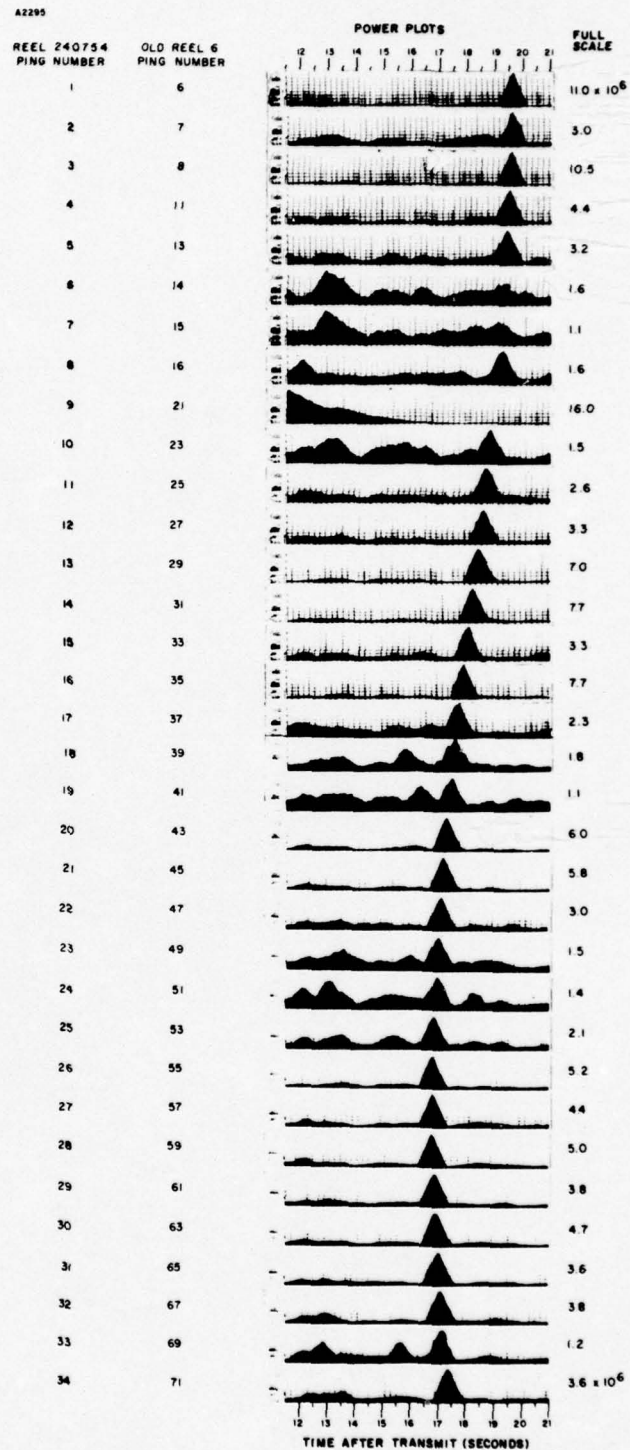 A2295
POWER PLOTS
FULL
SCALE
REEL 240754
PING NUMBER
OLD REEL 6
PING NUMBER
12 13 14 15 16 17 18 19 20 21
1 6 11.0 x 10⁶
2 7 3.0
3 8 10.5
4 11 4.4
5 13 3.2
6 14 1.6
7 15 1.1
8 16 1.6
9 21 16.0
10 23 1.5
11 25 2.6
12 27 3.3
13 29 7.0
14 31 7.7
15 33 3.3
16 35 7.7
17 37 2.3
18 39 1.8
19 41 1.1
20 43 6.0
21 45 5.8
22 47 3.0
23 49 1.5
24 51 1.4
25 53 2.1
26 55 5.2
27 57 4.4
28 59 5.0
29 61 3.8
30 63 4.7
31 65 3.6
32 67 3.8
33 69 1.2
34 71 3.6 x 10⁶
12 13 14 15 16 17 18 19 20 21
TIME AFTER TRANSMIT (SECONDS)